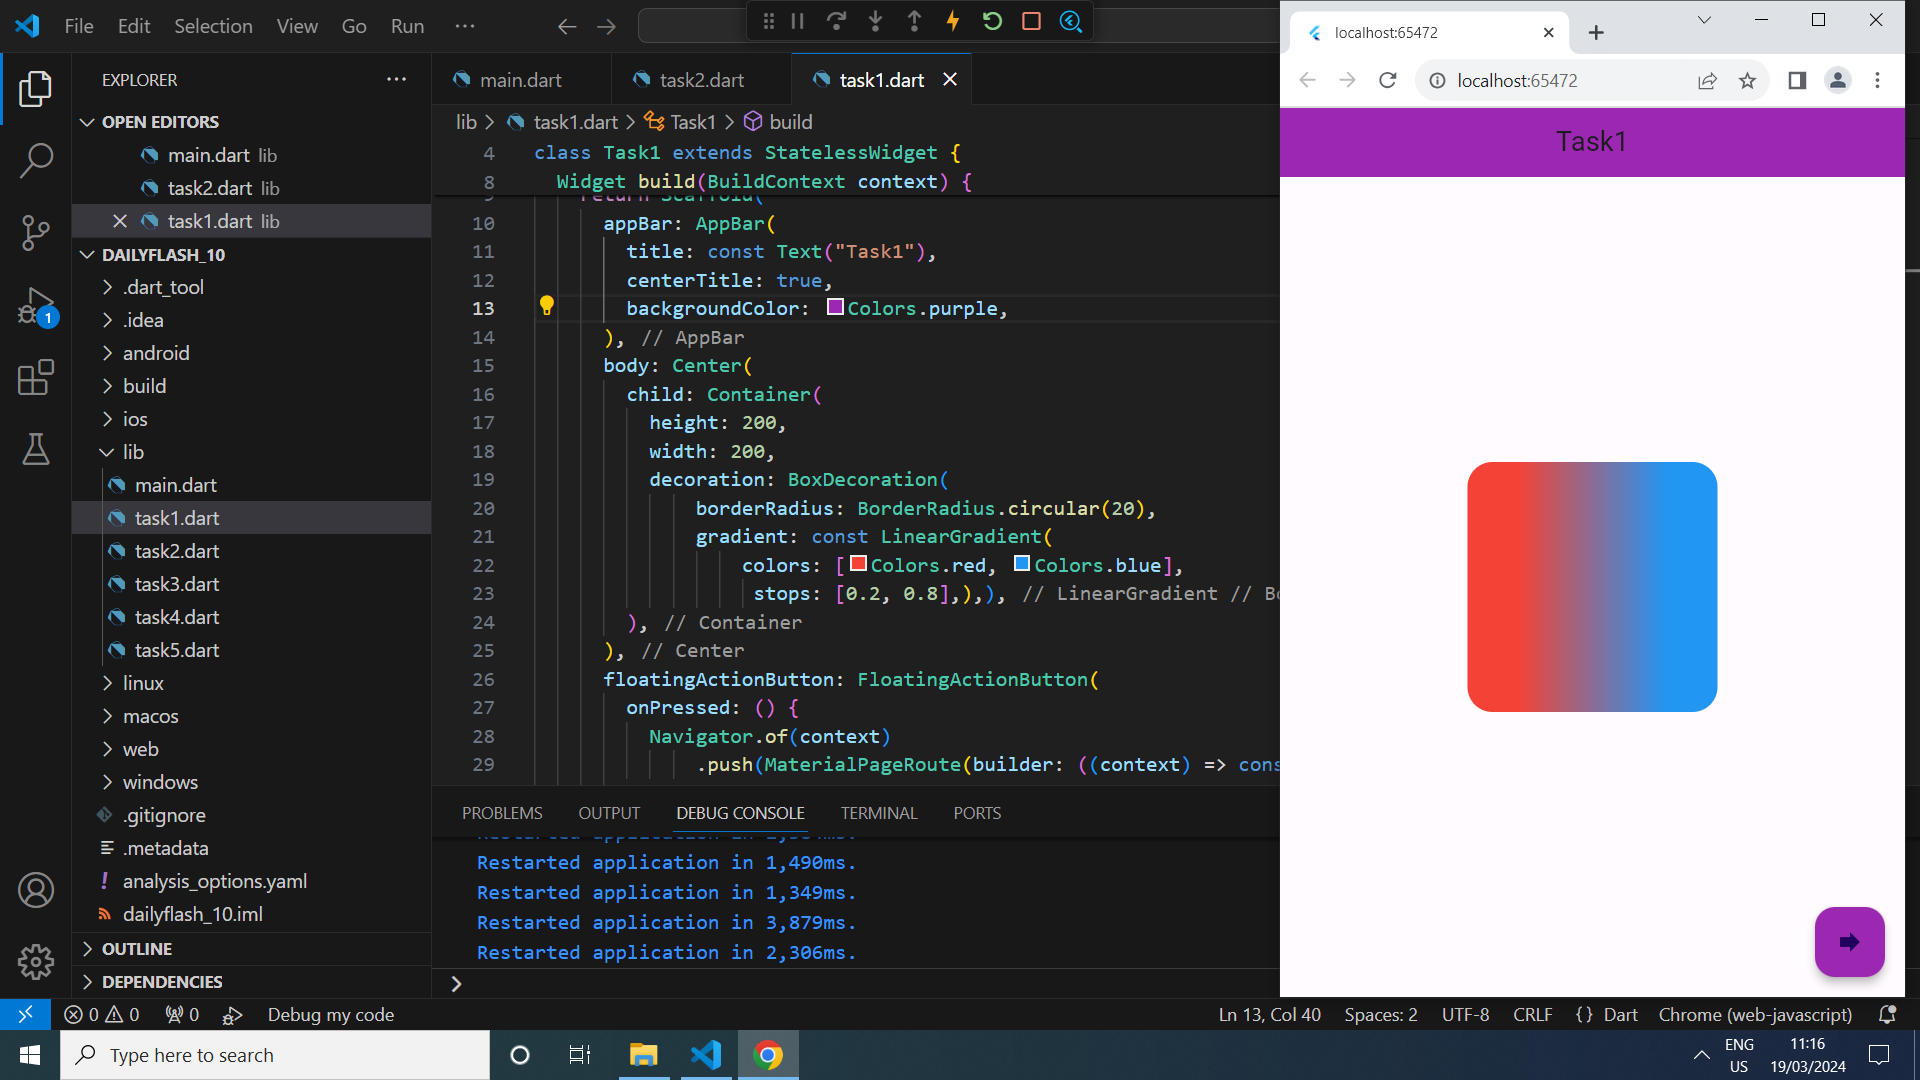 File Edit Selection View Go Run ···
localhost:65472
localhost:65472
EXPLORER
OPEN EDITORS
main.dart lib
task2.dart lib
task1.dart lib
DAILYFLASH_10
.dart_tool
.idea
android
build
ios
lib
main.dart
task1.dart
task2.dart
task3.dart
task4.dart
task5.dart
linux
macos
web
windows
.gitignore
.metadata
analysis_options.yaml
dailyflash_10.iml
OUTLINE
DEPENDENCIES
1
main.dart task2.dart task1.dart
lib > task1.dart > Task1 > build
4 class Task1 extends StatelessWidget {
8 Widget build(BuildContext context) {
9 return Scaffold(
10 appBar: AppBar(
11 title: const Text("Task1"),
12 centerTitle: true,
13 backgroundColor: Colors.purple,
14 ), // AppBar
15 body: Center(
16 child: Container(
17 height: 200,
18 width: 200,
19 decoration: BoxDecoration(
20 borderRadius: BorderRadius.circular(20),
21 gradient: const LinearGradient(
22 colors: [Colors.red, Colors.blue],
23 stops: [0.2, 0.8],),), // LinearGradient // Bo
24 ), // Container
25 ), // Center
26 floatingActionButton: FloatingActionButton(
27 onPressed: () {
28 Navigator.of(context)
29 .push(MaterialPageRoute(builder: ((context) => cons
PROBLEMS OUTPUT DEBUG CONSOLE TERMINAL PORTS
Restarted application in
Restarted application in 1,490ms.
Restarted application in 1,349ms.
Restarted application in 3,879ms.
Restarted application in 2,306ms.
>
Task1
0 0 0 Debug my code
Ln 13, Col 40 Spaces: 2 UTF-8 CRLF {} Dart Chrome (web-javascript)
Type here to search
ENG
US
11:16
19/03/2024